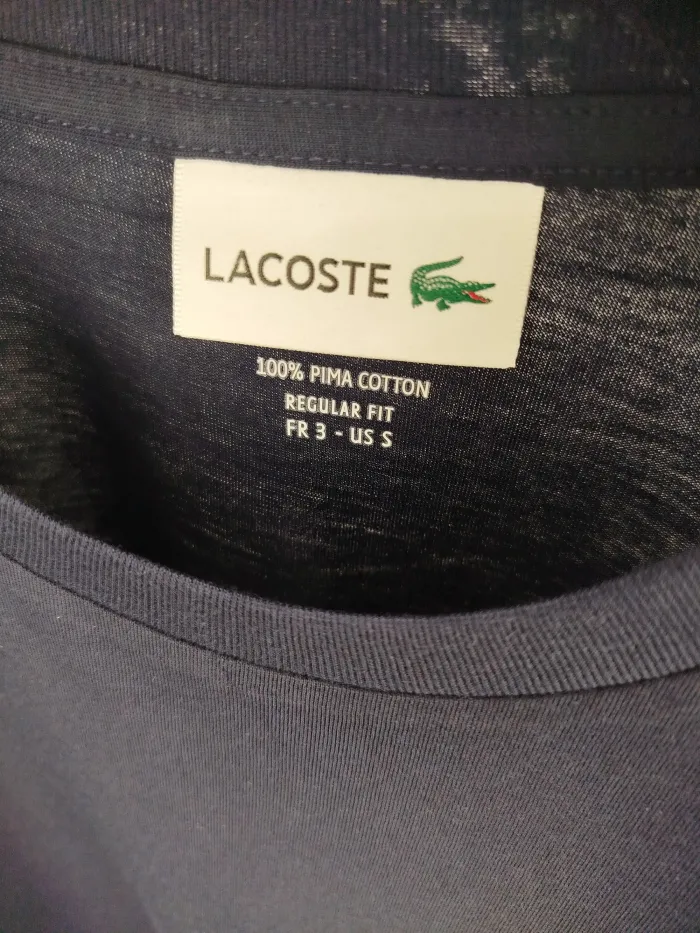 LACOSTE
100% PIMA COTTON
REGULAR FIT
FR 3 - US S